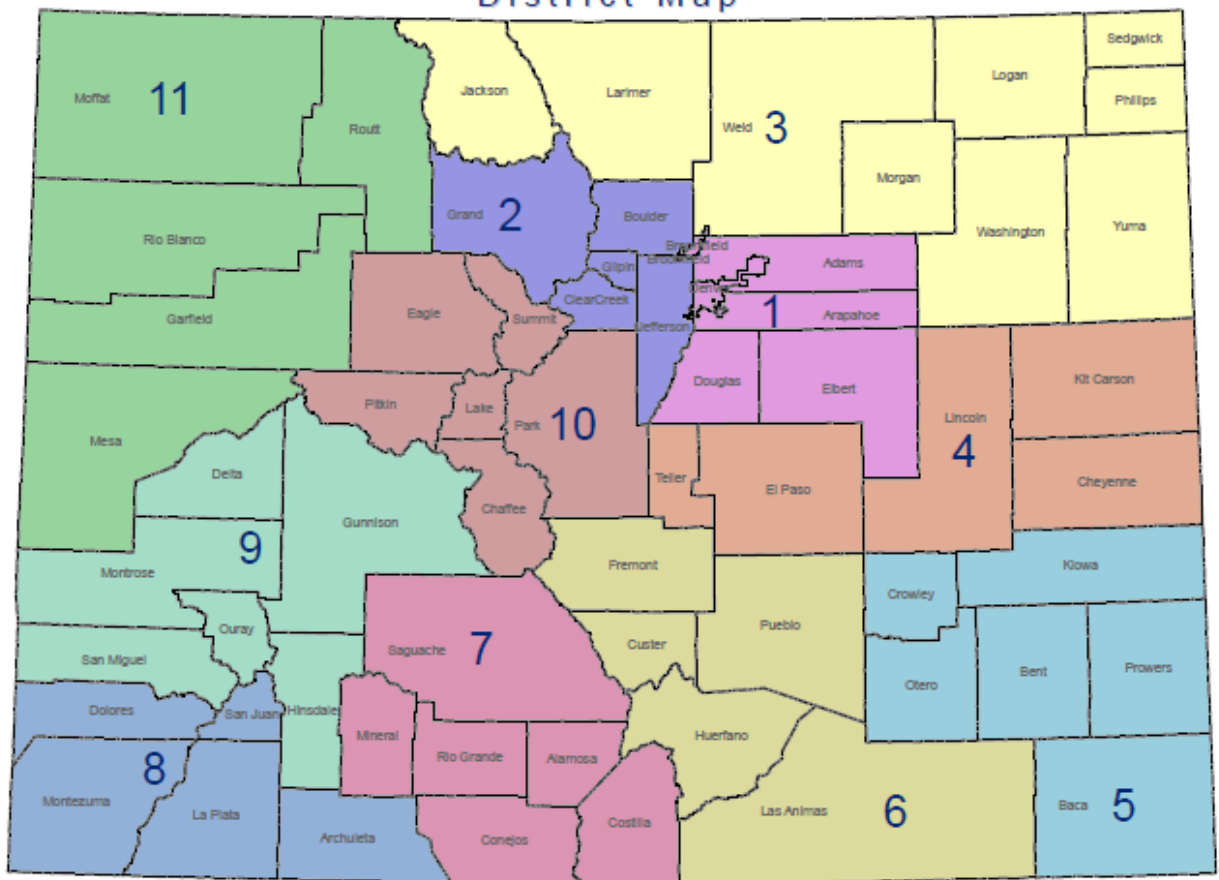 District Map
Sedgwick
Logan
Moffat
11
Jackson
Larimer
Phillips
Weld
3
Routt
Morgan
Grand
2
Boulder
Washington
Yuma
Rio Blanco
Broomfield
Broomfield
Gilpin
Adams
Denver
ClearCreek
Garfield
Eagle
Summit
1
Arapahoe
Jefferson
Douglas
Elbert
Kit Carson
Pitkin
Lake
Park
10
Lincoln
4
Mesa
Delta
Teller
El Paso
Cheyenne
Gunnison
Chaffee
9
Montrose
Fremont
Kiowa
Crowley
Ouray
Pueblo
Saguache
7
Custer
San Miguel
Otero
Bent
Prowers
Dolores
San Juan
Hinsdale
Mineral
Huerfano
Rio Grande
Alamosa
8
Montezuma
La Plata
Las Animas
6
Baca
5
Costilla
Archuleta
Conejos